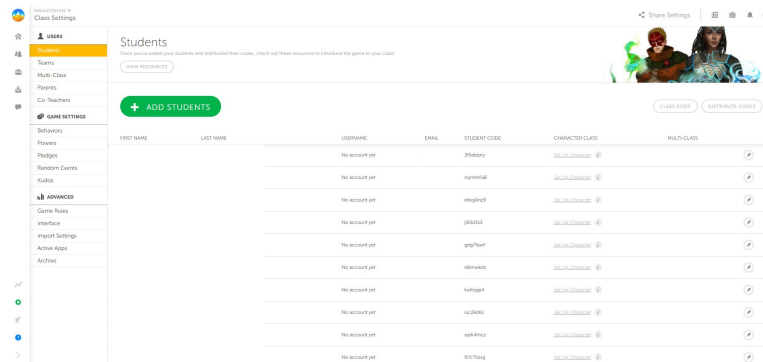 Class Settings
Share Settings
USERS
Students
Teams
Multi-Class
Parents
Co-Teachers
GAME SETTINGS
Behaviors
Powers
Pledges
Random Events
Kudos
ADVANCED
Game Rules
Interface
Import Settings
Active Apps
Archive
Students
Once you've added your students and distributed their codes, check out these resources to introduce the game to your class!
VIEW RESOURCES
ADD STUDENTS
CLASS CODE
DISTRIBUTE CODES
FIRST NAME LAST NAME USERNAME EMAIL STUDENT CODE CHARACTER CLASS MULTI-CLASS
No account yet Set Up Character
No account yet Set Up Character
No account yet Set Up Character
No account yet Set Up Character
No account yet Set Up Character
No account yet Set Up Character
No account yet Set Up Character
No account yet Set Up Character
No account yet Set Up Character
No account yet Set Up Character